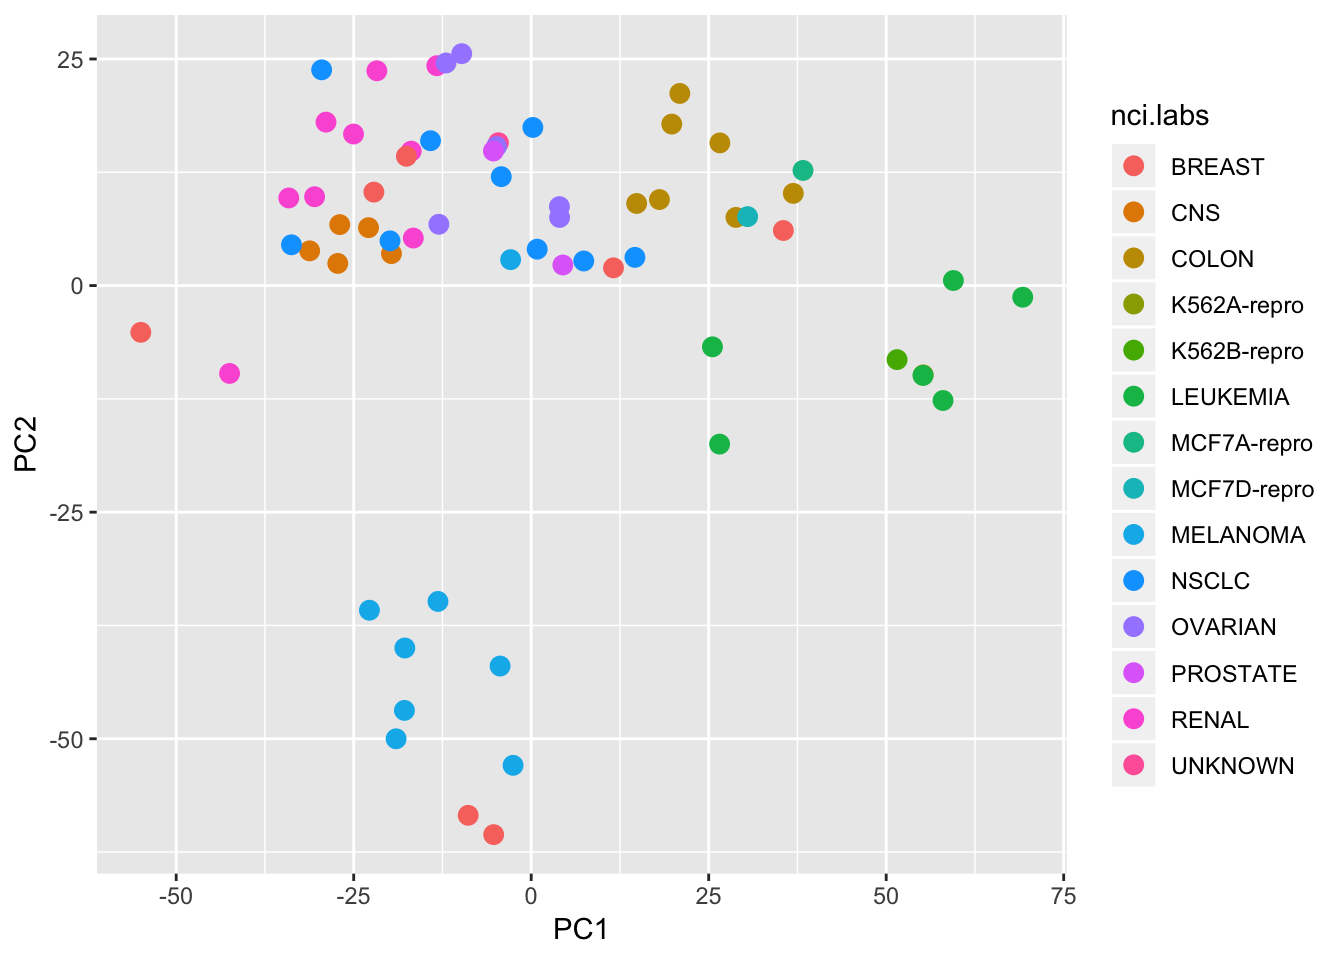 25
0
-25
-50
PC2
-50
-25
0
25
50
75
PC1
nci.labs
BREAST
CNS
COLON
K562A-repro
K562B-repro
LEUKEMIA
MCF7A-repro
MCF7D-repro
MELANOMA
NSCLC
OVARIAN
PROSTATE
RENAL
UNKNOWN